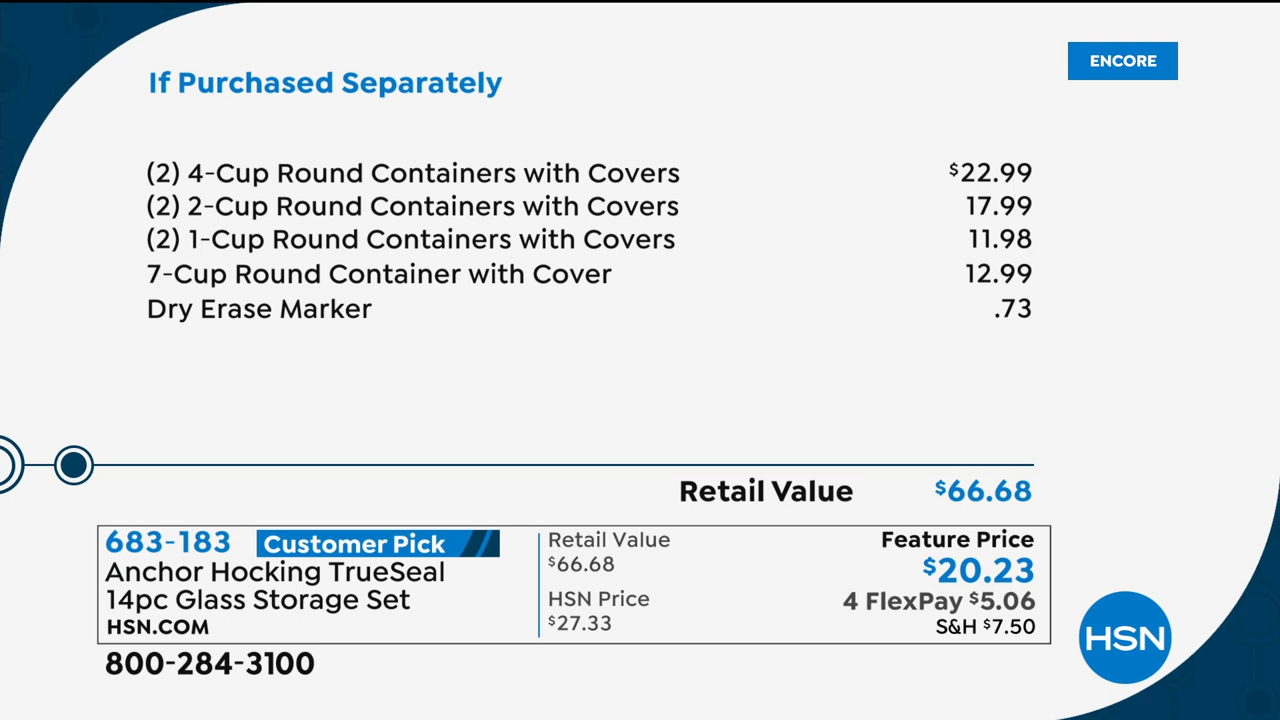 ENCORE
If Purchased Separately
(2) 4-Cup Round Containers with Covers $22.99
(2) 2-Cup Round Containers with Covers 17.99
(2) 1-Cup Round Containers with Covers 11.98
7-Cup Round Container with Cover 12.99
Dry Erase Marker .73
Retail Value $66.68
683-183 Customer Pick
Anchor Hocking TrueSeal
14pc Glass Storage Set
HSN.COM
Retail Value
$66.68
HSN Price
$27.33
Feature Price
$20.23
4 FlexPay $5.06
S&H $7.50
HSN
800-284-3100